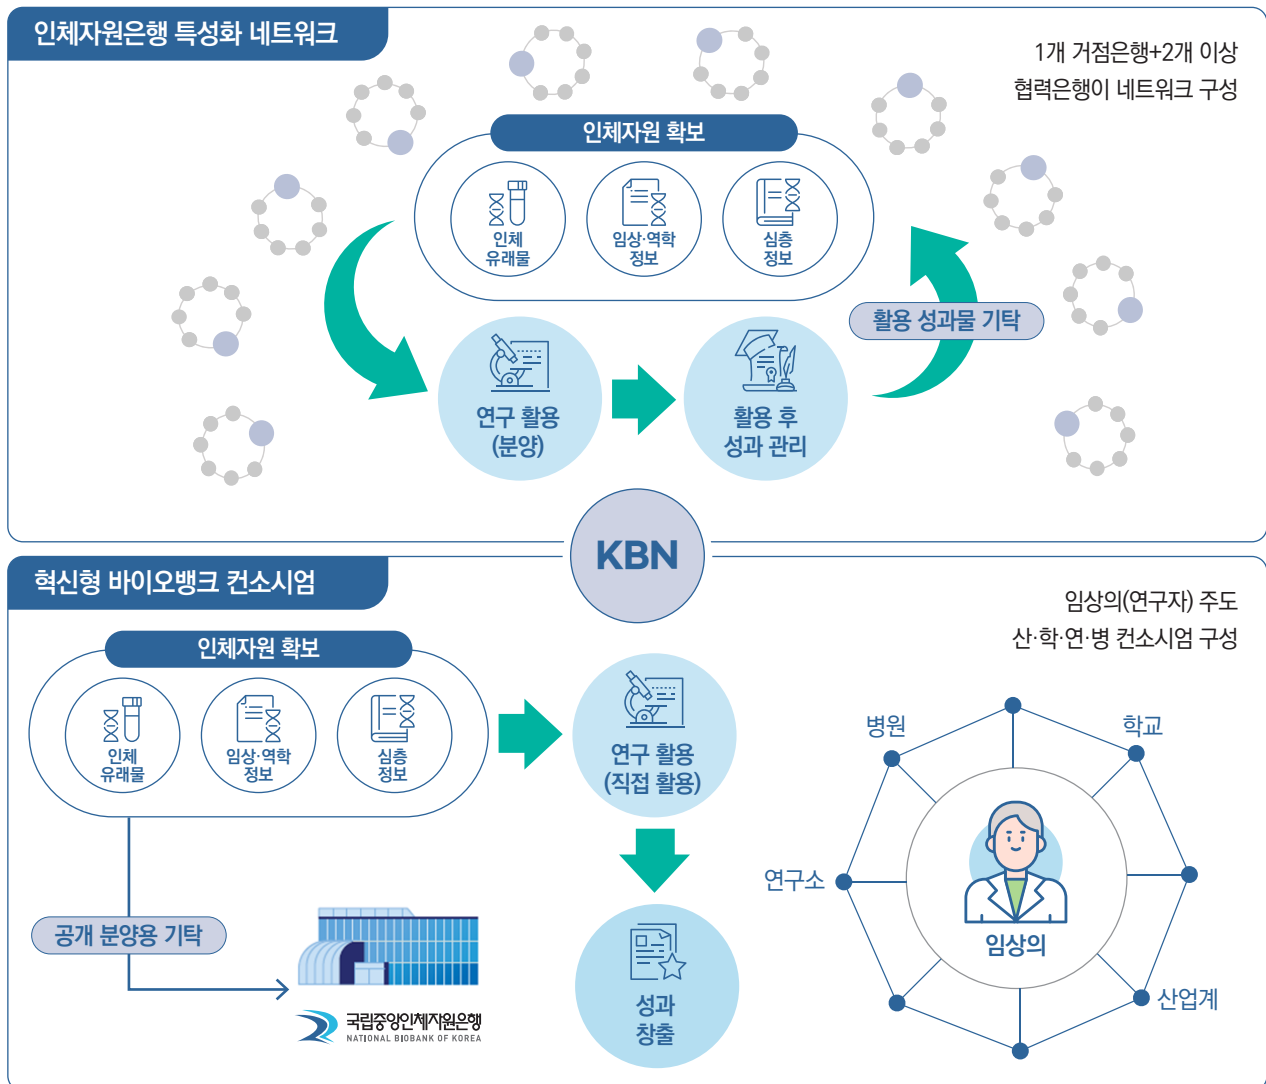 인체자원은행 특성화 네트워크
1개 거점은행+2개 이상
협력은행이 네트워크 구성
인체자원 확보
인체
유래물
임상·역학
정보
심층
정보
활용 성과물 기탁
연구 활용
(분양)
활용 후
성과 관리
KBN
혁신형 바이오뱅크 컨소시엄
임상의(연구자) 주도
산·학·연·병 컨소시엄 구성
인체자원 확보
인체
유래물
임상·역학
정보
심층
정보
연구 활용
(직접 활용)
공개 분양용 기탁
국립중앙인체자원은행
NATIONAL BIOBANK OF KOREA
성과
창출
병원
학교
연구소
임상의
산업계